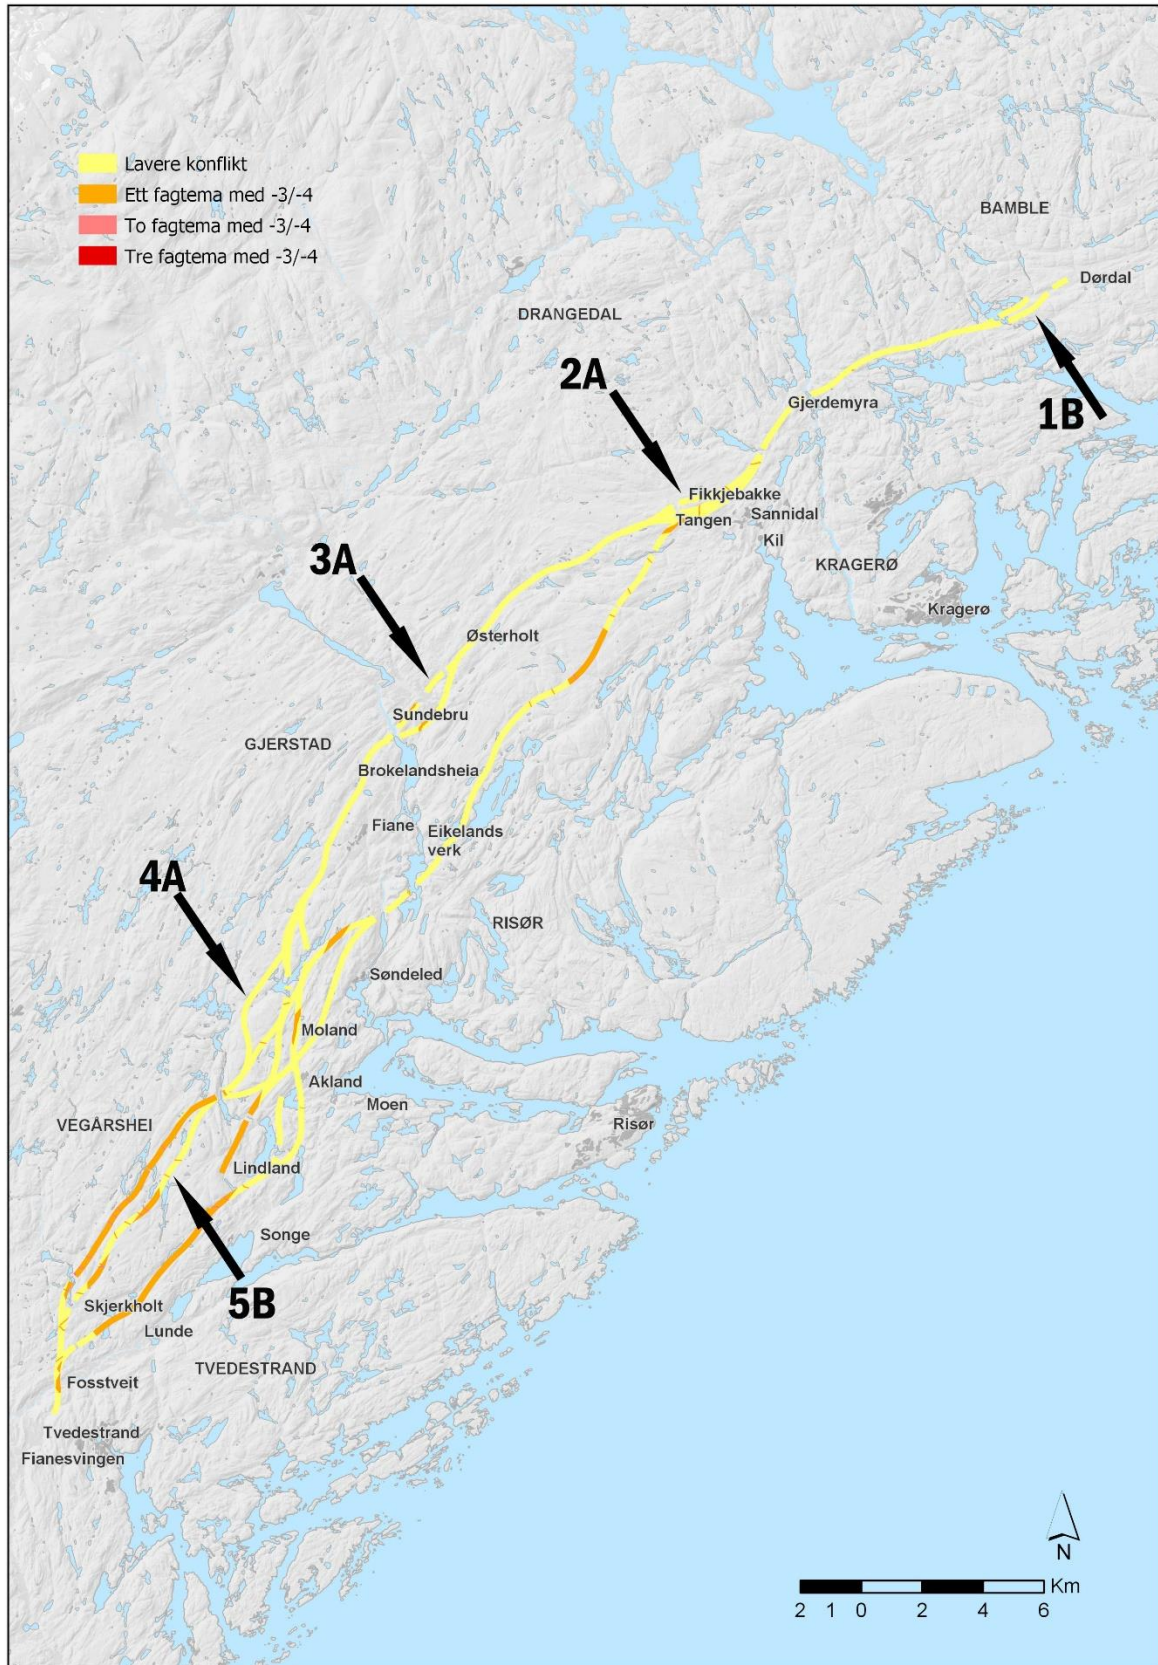 Lavere konflikt
Ett fagtema med -3/-4
To fagtema med -3/-4
Tre fagtema med -3/-4
BAMBLE
Dørdal
DRANGEDAL
2A
Gjerdemyra
1B
Fikkjebakke
Tangen
Sannidal
Kil
3A
KRAGERØ
Kragerø
Østerholt
Sundebru
GJERSTAD
Brokelandsheia
Fiane
Eikelands
verk
4A
RISØR
Søndeled
Moland
Akland
Moen
VEGÅRSHEI
Risør
Lindland
Songe
5B
Skjerkholt
Lunde
TVEDESTRAND
Fosstveit
Tvedestrand
Fianesvingen
N
Km
2 1 0 2 4 6